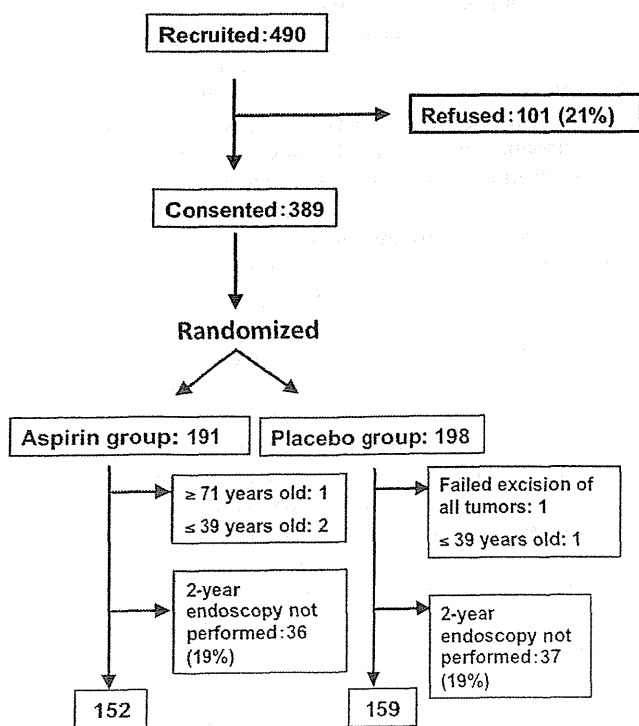 Recruited:490
Refused:101 (21%)
Consented:389
Randomized
Aspirin group: 191
Placebo group: 198
≥ 71 years old: 1
≤ 39 years old: 2
Failed excision of
all tumors: 1
≤ 39 years old: 1
2-year
endoscopy not
performed:36
(19%)
2-year
endoscopy not
performed:37
(19%)
152
159